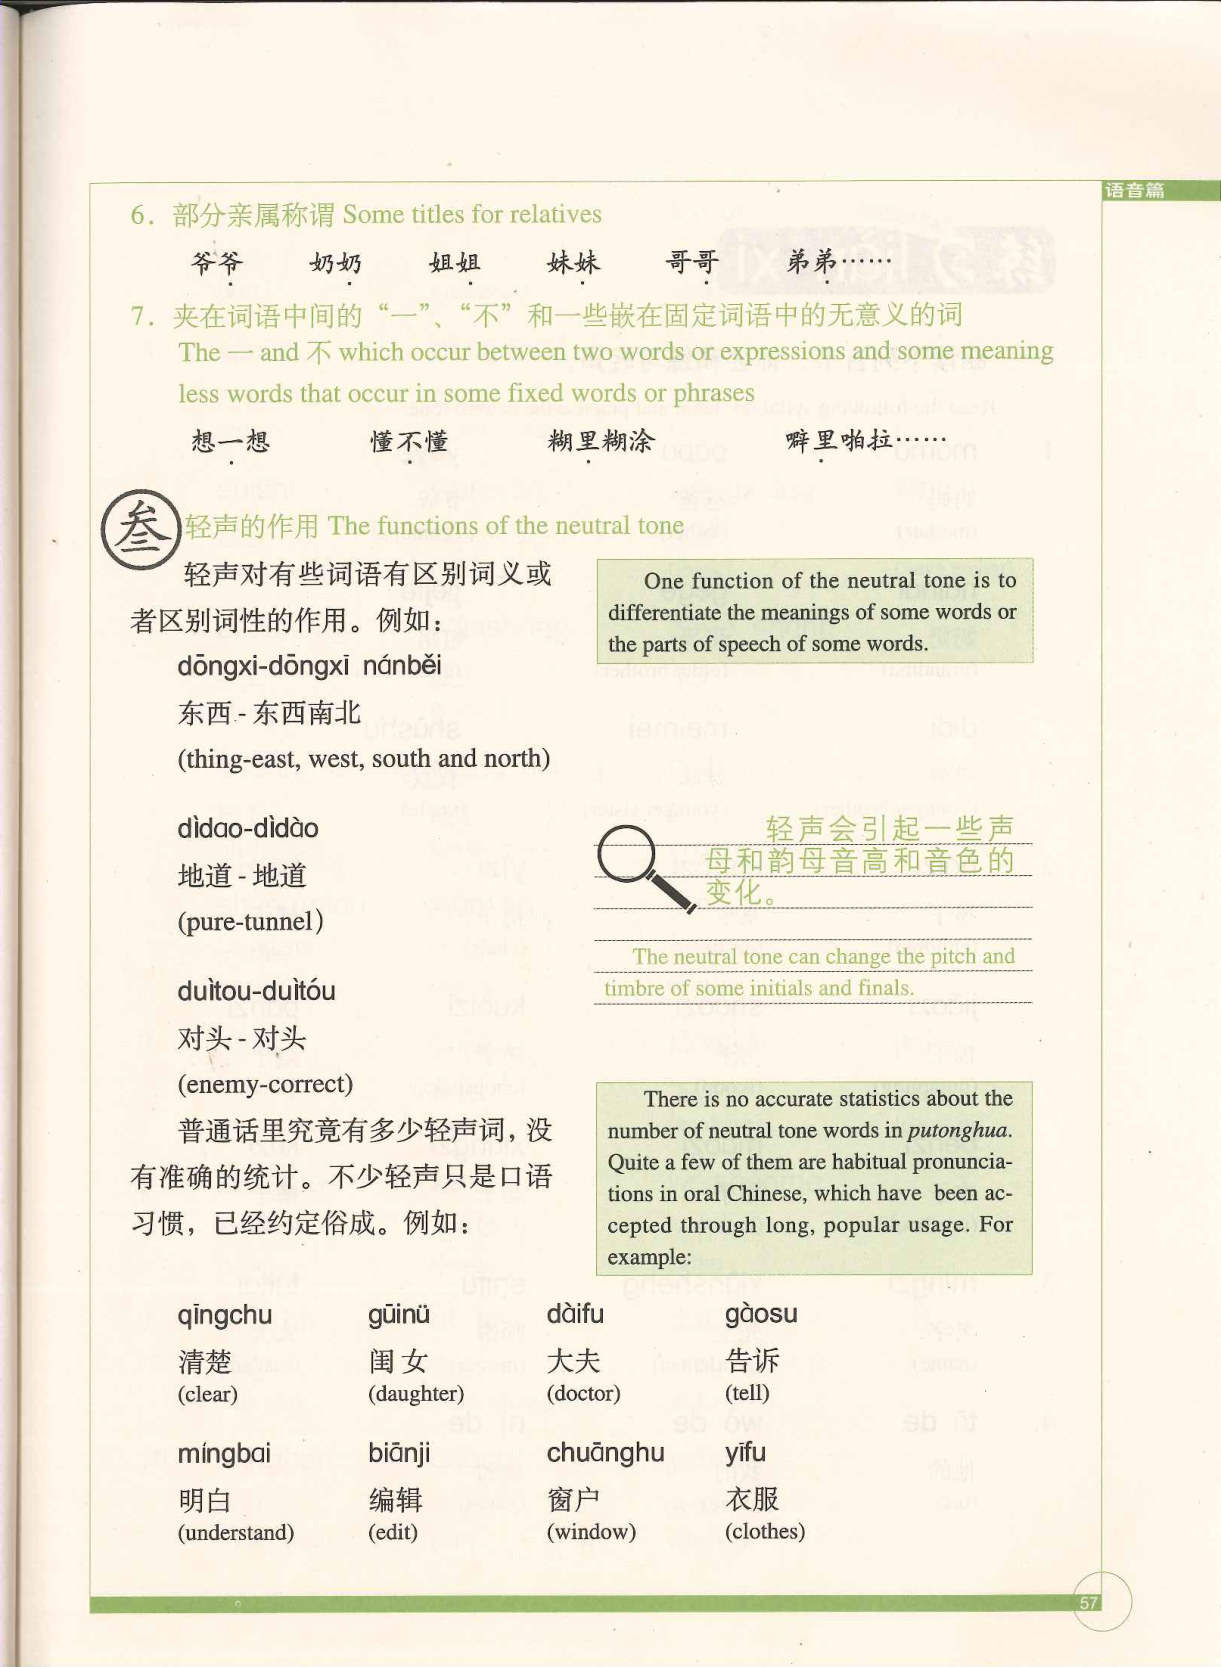 语音篇
6. 部分亲属称谓 Some titles for relatives
爷爷 奶奶 姐姐 妹妹 哥哥 弟弟……
7. 夹在词语中间的“一”、“不”和一些嵌在固定词语中的无意义的词
The 一 and 不 which occur between two words or expressions and some meaning
less words that occur in some fixed words or phrases
想一想 懂不懂 糊里糊涂 噼里啪拉……
叁 轻声的作用 The functions of the neutral tone
轻声对有些词语有区别词义或
者区别词性的作用。例如：
One function of the neutral tone is to
differentiate the meanings of some words or
the parts of speech of some words.
dōngxi-dōngxī nánběi
东西-东西南北
(thing-east, west, south and north)
dìdao-dìdào
地道-地道
(pure-tunnel)
轻声会引起一些声
母和韵母音高和音色的
变化。
The neutral tone can change the pitch and
timbre of some initials and finals.
duìtou-duìtóu
对头-对头
(enemy-correct)
普通话里究竟有多少轻声词，没
有准确的统计。不少轻声只是口语
习惯，已经约定俗成。例如：
There is no accurate statistics about the
number of neutral tone words in putonghua.
Quite a few of them are habitual pronuncia-
tions in oral Chinese, which have been ac-
cepted through long, popular usage. For
example:
qīngchu gūinü dàifu gàosu
清楚 闺女 大夫 告诉
(clear) (daughter) (doctor) (tell)
míngbai biānji chuānghu yīfu
明白 编辑 窗户 衣服
(understand) (edit) (window) (clothes)
57